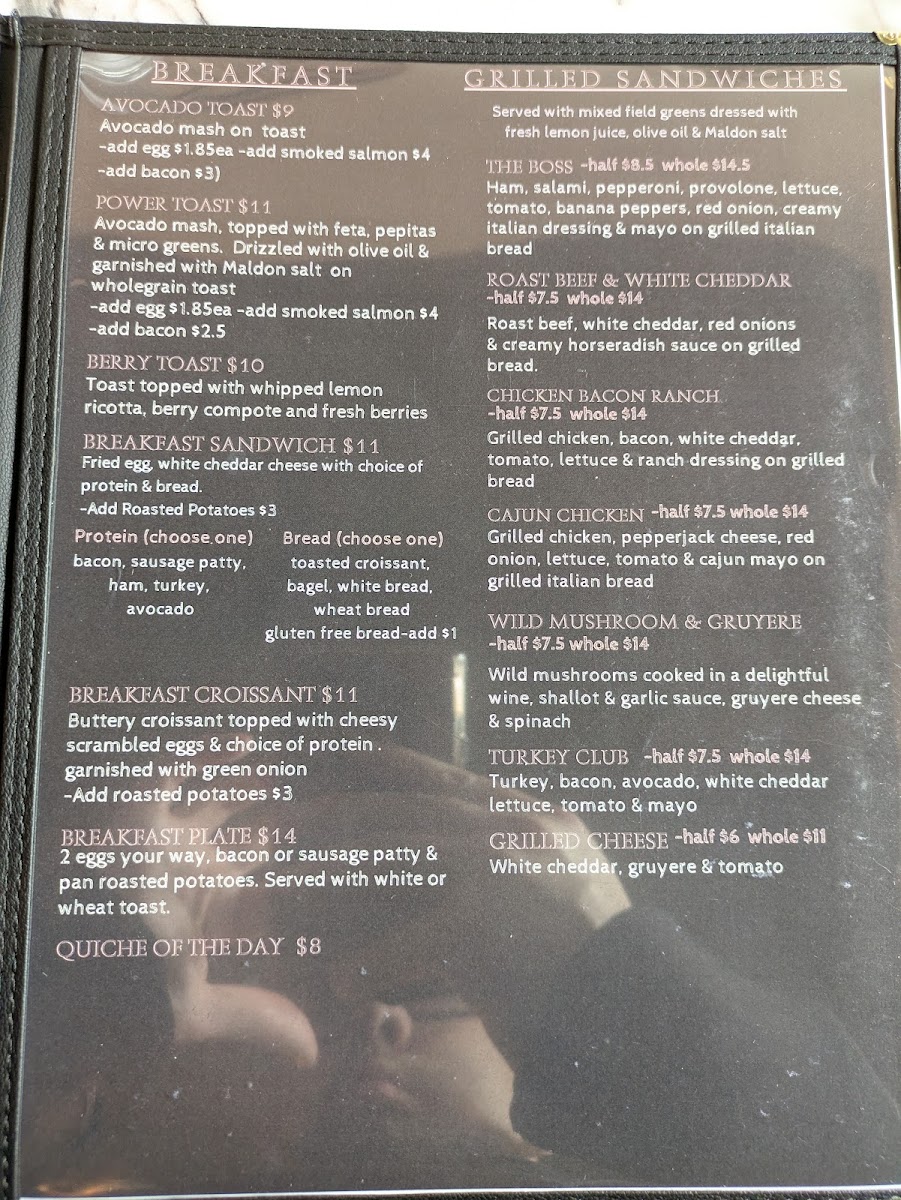 BREAKFAST
AVOCADO TOAST $9
Avocado mash on toast
-add egg $1.85ea -add smoked salmon $4
-add bacon $3)
POWER TOAST $11
Avocado mash, topped with feta, pepitas
& micro greens. Drizzled with olive oil &
garnished with Maldon salt on
wholegrain toast
-add egg $1.85ea -add smoked salmon $4
-add bacon $2.5
BERRY TOAST $10
Toast topped with whipped lemon
ricotta, berry compote and fresh berries
BREAKFAST SANDWICH $11
Fried egg, white cheddar cheese with choice of
protein & bread.
-Add Roasted Potatoes $3
Protein (choose one)
bacon, sausage patty,
ham, turkey,
avocado
Bread (choose one)
toasted croissant,
bagel, white bread,
wheat bread
gluten free bread-add $1
BREAKFAST CROISSANT $11
Buttery croissant topped with cheesy
scrambled eggs & choice of protein .
garnished with green onion
-Add roasted potatoes $3
BREAKFAST PLATE $14
2 eggs your way, bacon or sausage patty &
pan roasted potatoes. Served with white or
wheat toast.
QUICHE OF THE DAY $8
GRILLED SANDWICHES
Served with mixed field greens dressed with
fresh lemon juice, olive oil & Maldon salt
THE BOSS -half $8.5 whole $14.5
Ham, salami, pepperoni, provolone, lettuce,
tomato, banana peppers, red onion, creamy
italian dressing & mayo on grilled italian
bread
ROAST BEEF & WHITE CHEDDAR
-half $7.5 whole $14
Roast beef, white cheddar, red onions
& creamy horseradish sauce on grilled
bread.
CHICKEN BACON RANCH
-half $7.5 whole $14
Grilled chicken, bacon, white cheddar,
tomato, lettuce & ranch dressing on grilled
bread
CAJUN CHICKEN -half $7.5 whole $14
Grilled chicken, pepperjack cheese, red
onion, lettuce, tomato & cajun mayo on
grilled italian bread
WILD MUSHROOM & GRUYERE
-half $7.5 whole $14
Wild mushrooms cooked in a delightful
wine, shallot & garlic sauce, gruyere cheese
& spinach
TURKEY CLUB -half $7.5 whole $14
Turkey, bacon, avocado, white cheddar
lettuce, tomato & mayo
GRILLED CHEESE -half $6 whole $11
White cheddar, gruyere & tomato